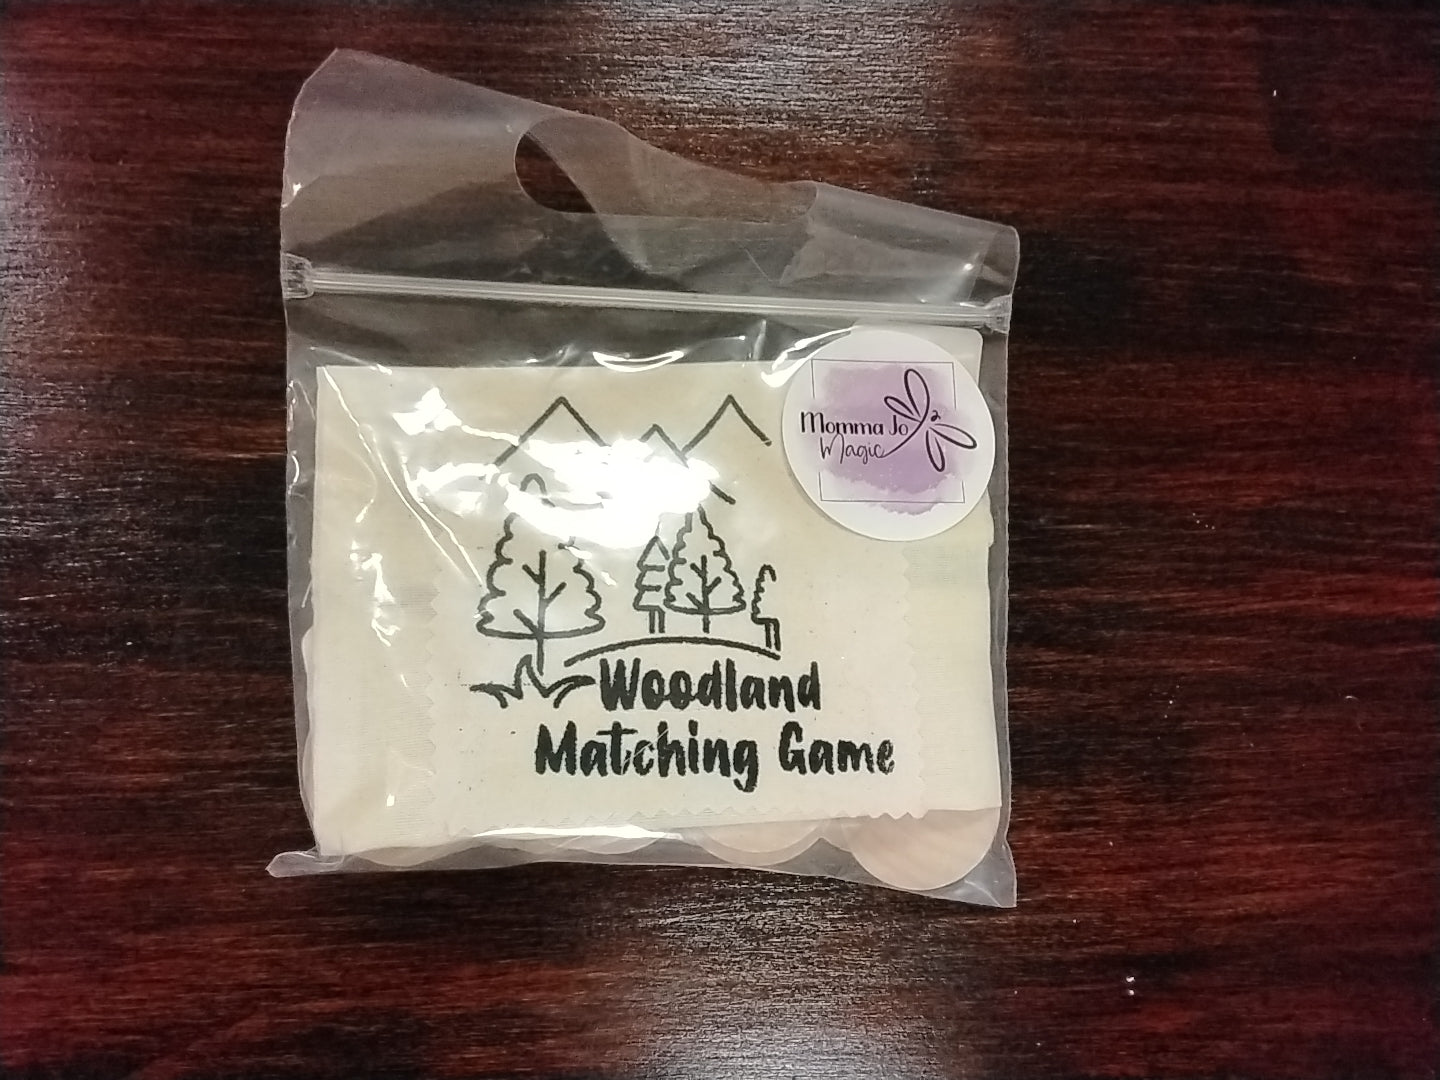 Momma Jo
Magic
Woodland
Matching Game